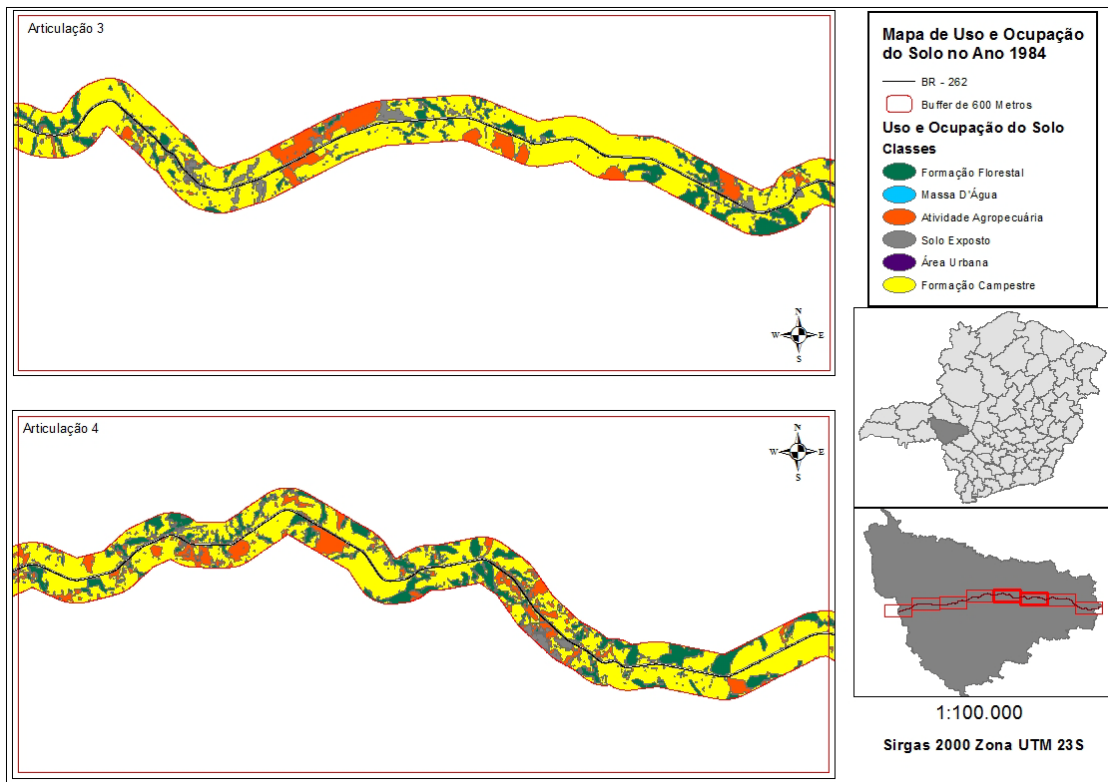 Articulação 3
N
W E
S
Articulação 4
N
W E
S
Mapa de Uso e Ocupação
do Solo no Ano 1984
BR - 262
Buffer de 600 Metros
Uso e Ocupação do Solo
Classes
Formação Florestal
Massa D'Água
Atividade Agropecuária
Solo Exposto
Área Urbana
Formação Campestre
1:100.000
Sirgas 2000 Zona UTM 23S